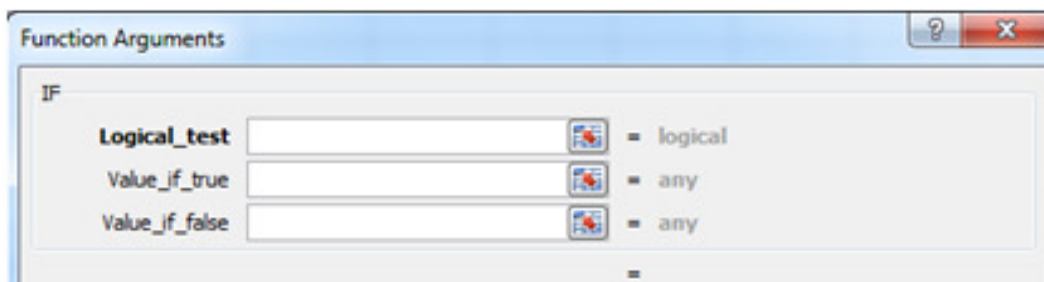 Function Arguments
IF
Logical_test = logical
Value_if_true = any
Value_if_false = any
=